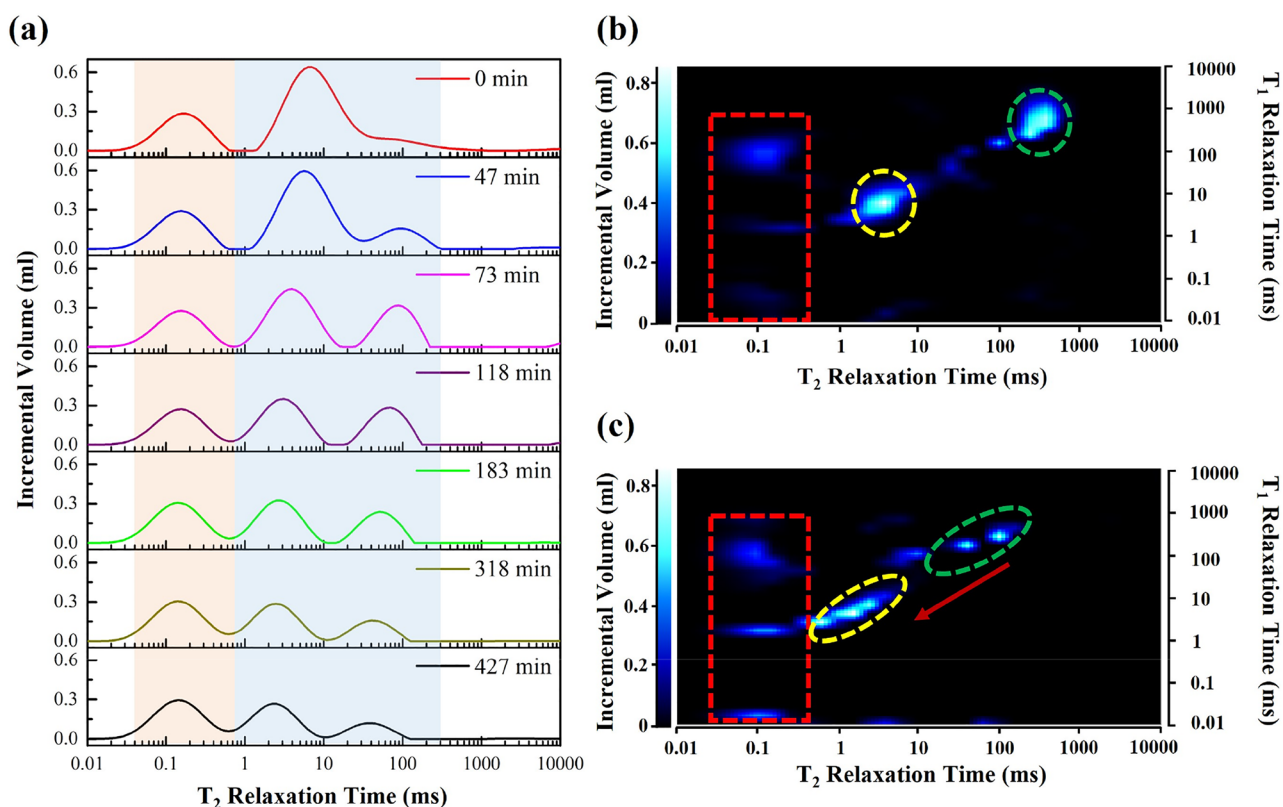 (a)
Incremental Volume (ml)
0.6
0.3
0.0
0 min
0.6
0.3
0.0
47 min
0.6
0.3
0.0
73 min
0.6
0.3
0.0
118 min
0.6
0.3
0.0
183 min
0.6
0.3
0.0
318 min
0.6
0.3
0.0
427 min
0.01 0.1 1 10 100 1000 10000
T2 Relaxation Time (ms)
(b)
Incremental Volume (ml)
0.8
0.6
0.4
0.2
0
10000
1000
100
10
1
0.1
0.01
T1 Relaxation Time (ms)
0.01 0.1 1 10 100 1000 10000
T2 Relaxation Time (ms)
(c)
Incremental Volume (ml)
0.8
0.6
0.4
0.2
0
10000
1000
100
10
1
0.1
0.01
T1 Relaxation Time (ms)
0.01 0.1 1 10 100 1000 10000
T2 Relaxation Time (ms)